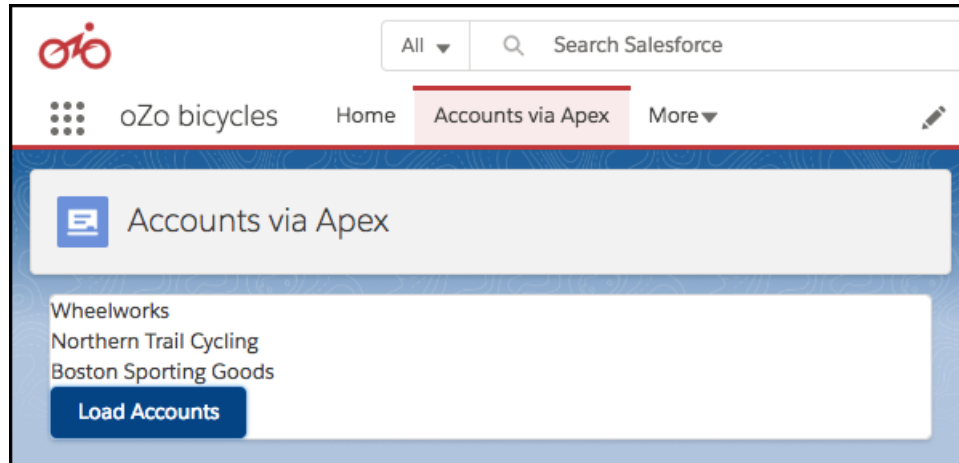 All Search Salesforce
oZo bicycles Home Accounts via Apex More
Accounts via Apex
Wheelworks
Northern Trail Cycling
Boston Sporting Goods
Load Accounts